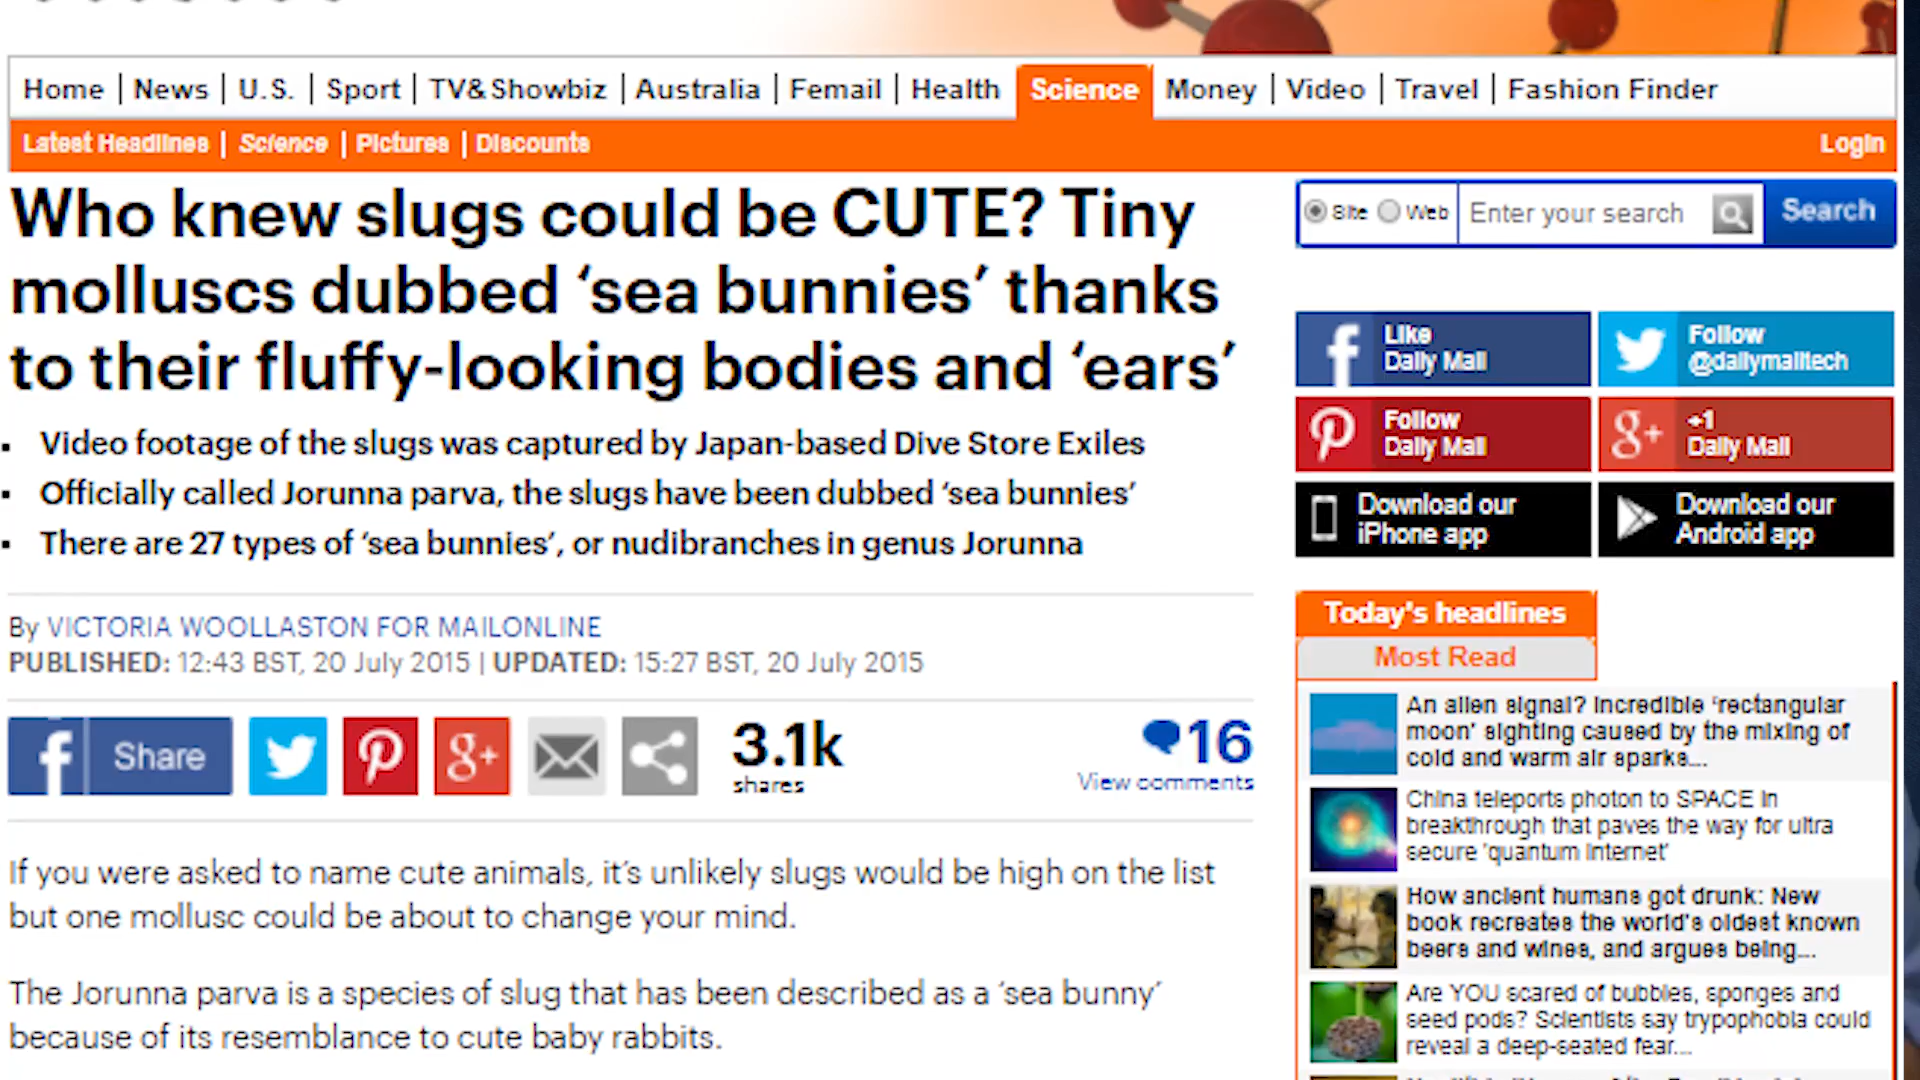 Home | News | U.S. | Sport | TV&Showbiz | Australia | Femail | Health | Science | Money | Video | Travel | Fashion Finder
Latest Headlines | Science | Pictures | Discounts
Login
Who knew slugs could be CUTE? Tiny
molluscs dubbed ‘sea bunnies’ thanks
to their fluffy-looking bodies and ‘ears’
Video footage of the slugs was captured by Japan-based Dive Store Exiles
Officially called Jorunna parva, the slugs have been dubbed ‘sea bunnies’
There are 27 types of ‘sea bunnies’, or nudibranches in genus Jorunna
By VICTORIA WOOLLASTON FOR MAILONLINE
PUBLISHED: 12:43 BST, 20 July 2015 | UPDATED: 15:27 BST, 20 July 2015
Share
3.1k
shares
16
View comments
If you were asked to name cute animals, it’s unlikely slugs would be high on the list
but one mollusc could be about to change your mind.
The Jorunna parva is a species of slug that has been described as a ‘sea bunny’
because of its resemblance to cute baby rabbits.
Site Web Enter your search Search
Like
Daily Mail
Follow
@dailymailtech
Follow
Daily Mail
+1
Daily Mail
Download our
iPhone app
Download our
Android app
Today's headlines
Most Read
An alien signal? Incredible 'rectangular
moon' sighting caused by the mixing of
cold and warm air sparks...
China teleports photon to SPACE in
breakthrough that paves the way for ultra
secure 'quantum internet'
How ancient humans got drunk: New
book recreates the world's oldest known
beers and wines, and argues being...
Are YOU scared of bubbles, sponges and
seed pods? Scientists say trypophobia could
reveal a deep-seated fear...